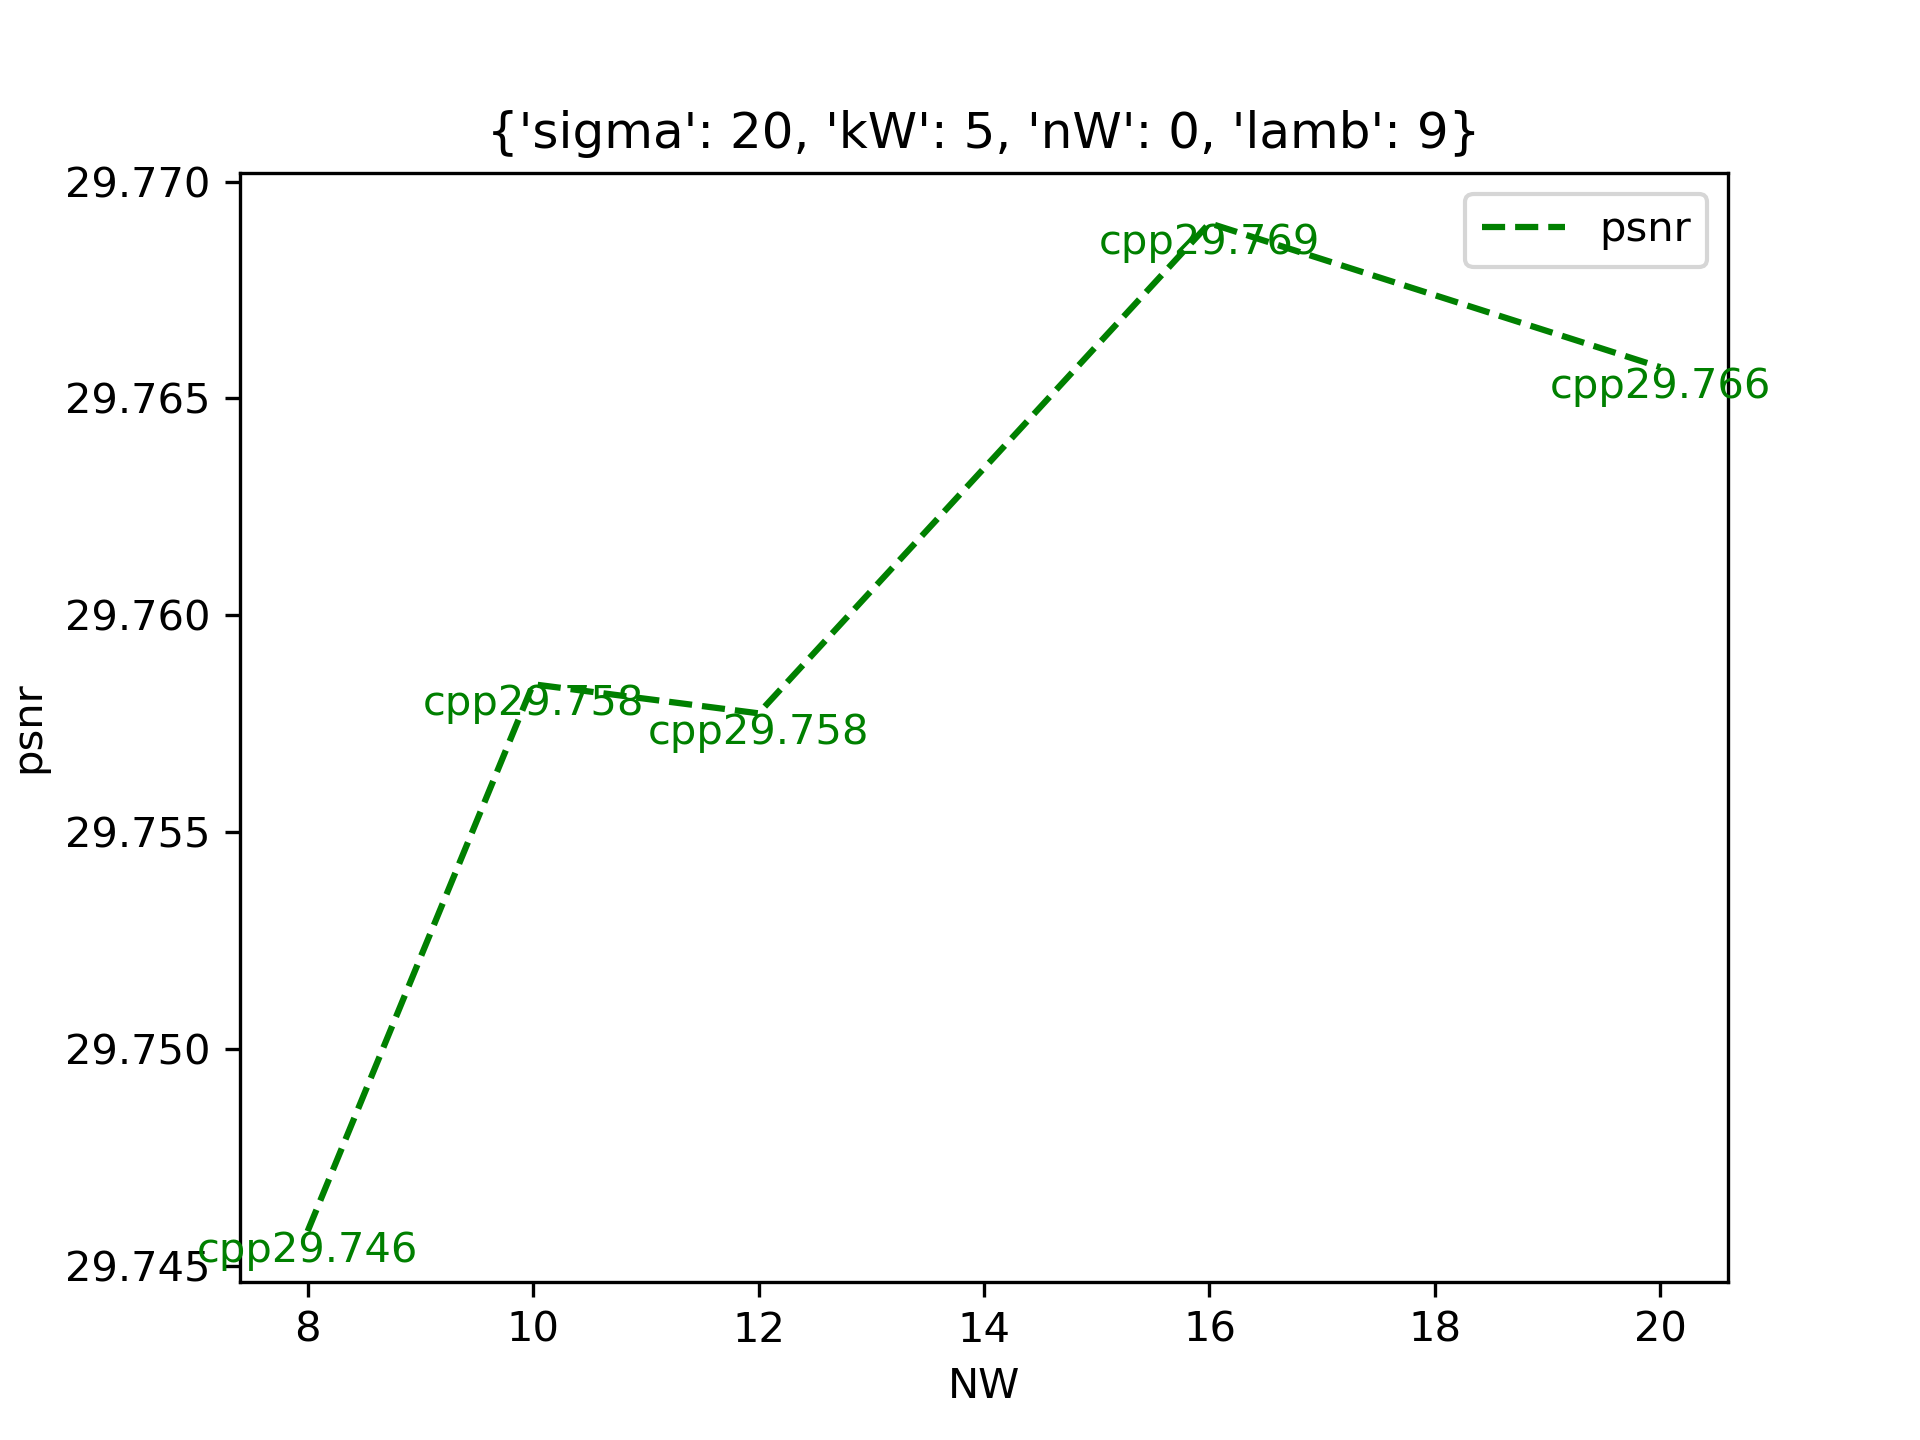 {'sigma': 20, 'kW': 5, 'nW': 0, 'lamb': 9}
29.770
29.765
29.760
29.755
29.750
29.745
psnr
psnr
cpp29.769
cpp29.766
cpp29.758
cpp29.758
cpp29.746
8 10 12 14 16 18 20
NW